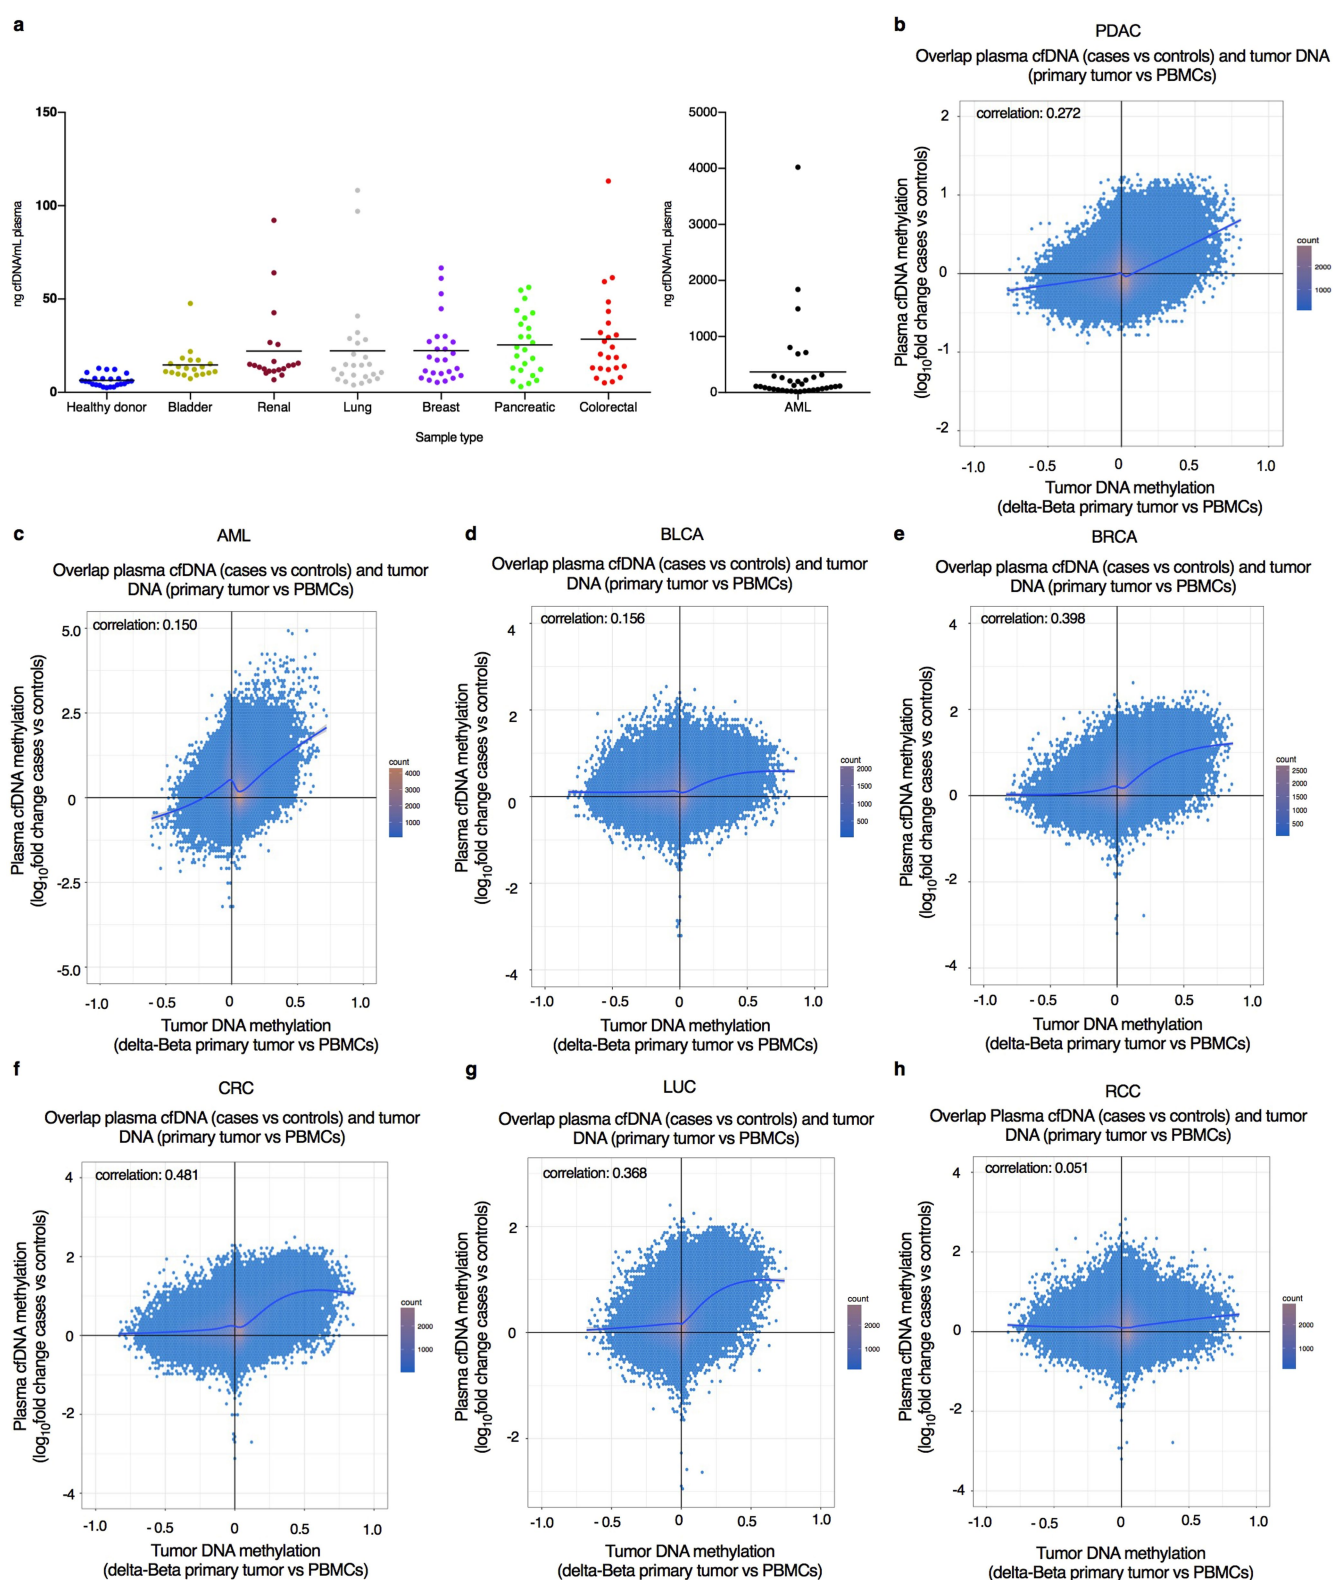 a
ng cfDNA/mL plasma
150
100
50
0
Healthy donor
Bladder
Renal
Lung
Breast
Pancreatic
Colorectal
Sample type
ng cfDNA/mL plasma
5000
4000
3000
2000
1000
0
AML
b
PDAC
Overlap plasma cfDNA (cases vs controls) and tumor DNA
(primary tumor vs PBMCs)
correlation: 0.272
Plasma cfDNA methylation
(log10fold change cases vs controls)
2
1
0
-1
-2
-1.0
- 0.5
0
0.5
1.0
Tumor DNA methylation
(delta-Beta primary tumor vs PBMCs)
count
2000
1000
c
AML
Overlap plasma cfDNA (cases vs controls) and tumor
DNA (primary tumor vs PBMCs)
correlation: 0.150
Plasma cfDNA methylation
(log10fold change cases vs controls)
5.0
2.5
0
-2.5
-5.0
-1.0
- 0.5
0
0.5
1.0
Tumor DNA methylation
(delta-Beta primary tumor vs PBMCs)
count
4000
3000
2000
1000
d
BLCA
Overlap plasma cfDNA (cases vs controls) and tumor
DNA (primary tumor vs PBMCs)
correlation: 0.156
Plasma cfDNA methylation
(log10fold change cases vs controls)
4
2
0
-2
-4
-1.0
- 0.5
0
0.5
1.0
Tumor DNA methylation
(delta-Beta primary tumor vs PBMCs)
count
2000
1500
1000
500
e
BRCA
Overlap plasma cfDNA (cases vs controls) and tumor
DNA (primary tumor vs PBMCs)
correlation: 0.398
Plasma cfDNA methylation
(log10fold change cases vs controls)
4
2
0
-2
-4
-1.0
- 0.5
0
0.5
1.0
Tumor DNA methylation
(delta-Beta primary tumor vs PBMCs)
count
2500
2000
1500
1000
500
f
CRC
Overlap plasma cfDNA (cases vs controls) and tumor
DNA (primary tumor vs PBMCs)
correlation: 0.481
Plasma cfDNA methylation
(log10fold change cases vs controls)
4
2
0
-2
-4
-1.0
- 0.5
0
0.5
1.0
Tumor DNA methylation
(delta-Beta primary tumor vs PBMCs)
count
2000
1000
g
LUC
Overlap plasma cfDNA (cases vs controls) and tumor
DNA (primary tumor vs PBMCs)
correlation: 0.368
Plasma cfDNA methylation
(log10fold change cases vs controls)
2
0
-2
-1.0
- 0.5
0
0.5
1.0
Tumor DNA methylation
(delta-Beta primary tumor vs PBMCs)
count
2000
1000
h
RCC
Overlap Plasma cfDNA (cases vs controls) and tumor
DNA (primary tumor vs PBMCs)
correlation: 0.051
Plasma cfDNA methylation
(log10fold change cases vs controls)
4
2
0
-2
-4
-1.0
- 0.5
0
0.5
1.0
Tumor DNA methylation
(delta-Beta primary tumor vs PBMCs)
count
2000
1000